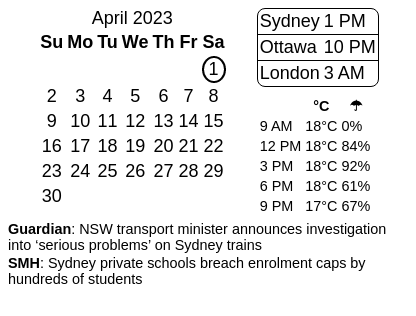 April 2023
Su Mo Tu We Th Fr Sa
1
2 3 4 5 6 7 8
9 10 11 12 13 14 15
16 17 18 19 20 21 22
23 24 25 26 27 28 29
30
Sydney 1 PM
Ottawa 10 PM
London 3 AM
°C ☂
9 AM 18°C 0%
12 PM 18°C 84%
3 PM 18°C 92%
6 PM 18°C 61%
9 PM 17°C 67%
Guardian: NSW transport minister announces investigation
into ‘serious problems’ on Sydney trains
SMH: Sydney private schools breach enrolment caps by
hundreds of students